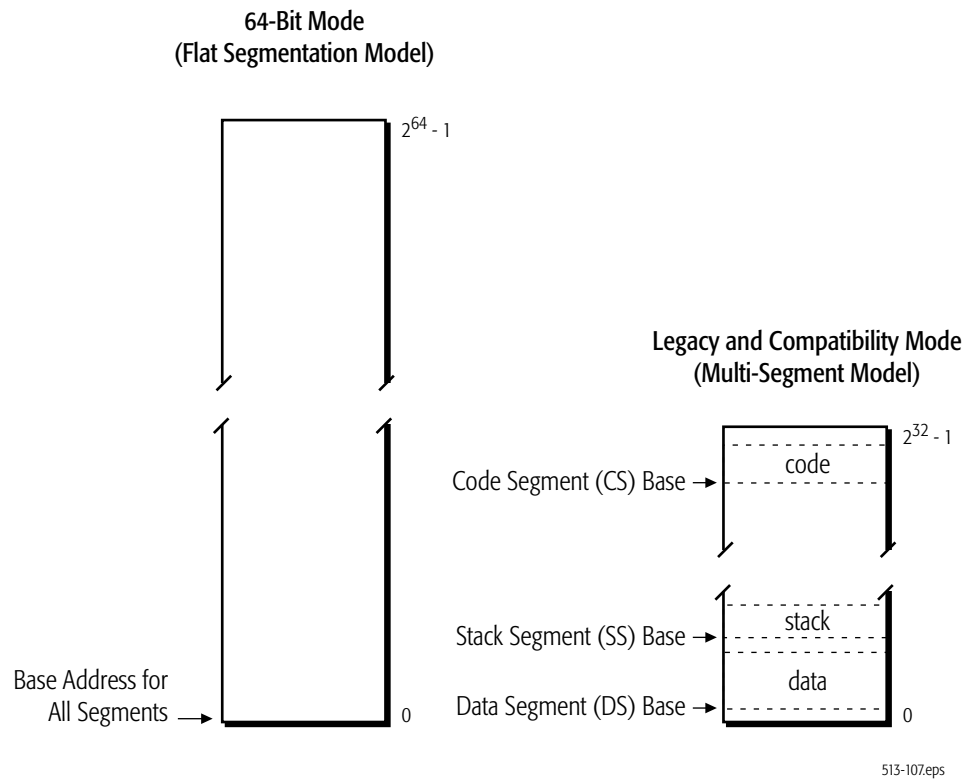 64-Bit Mode
(Flat Segmentation Model)
2^64 - 1
Base Address for
All Segments
0
Legacy and Compatibility Mode
(Multi-Segment Model)
2^32 - 1
code
Code Segment (CS) Base
stack
Stack Segment (SS) Base
data
Data Segment (DS) Base
0
513-107.eps